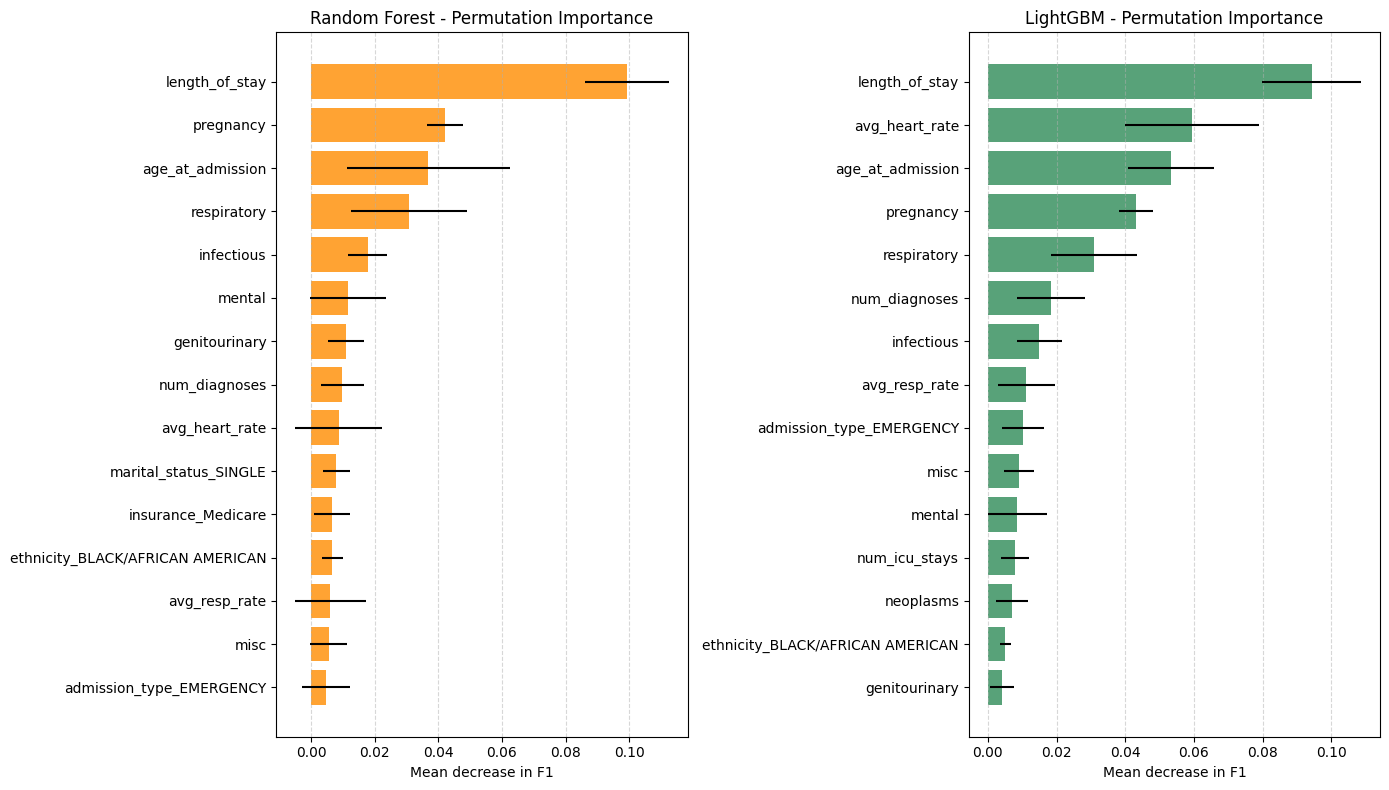 Random Forest - Permutation Importance
length_of_stay
pregnancy
age_at_admission
respiratory
infectious
mental
genitourinary
num_diagnoses
avg_heart_rate
marital_status_SINGLE
insurance_Medicare
ethnicity_BLACK/AFRICAN AMERICAN
avg_resp_rate
misc
admission_type_EMERGENCY
0.00 0.02 0.04 0.06 0.08 0.10
Mean decrease in F1
LightGBM - Permutation Importance
length_of_stay
avg_heart_rate
age_at_admission
pregnancy
respiratory
num_diagnoses
infectious
avg_resp_rate
admission_type_EMERGENCY
misc
mental
num_icu_stays
neoplasms
ethnicity_BLACK/AFRICAN AMERICAN
genitourinary
0.00 0.02 0.04 0.06 0.08 0.10
Mean decrease in F1